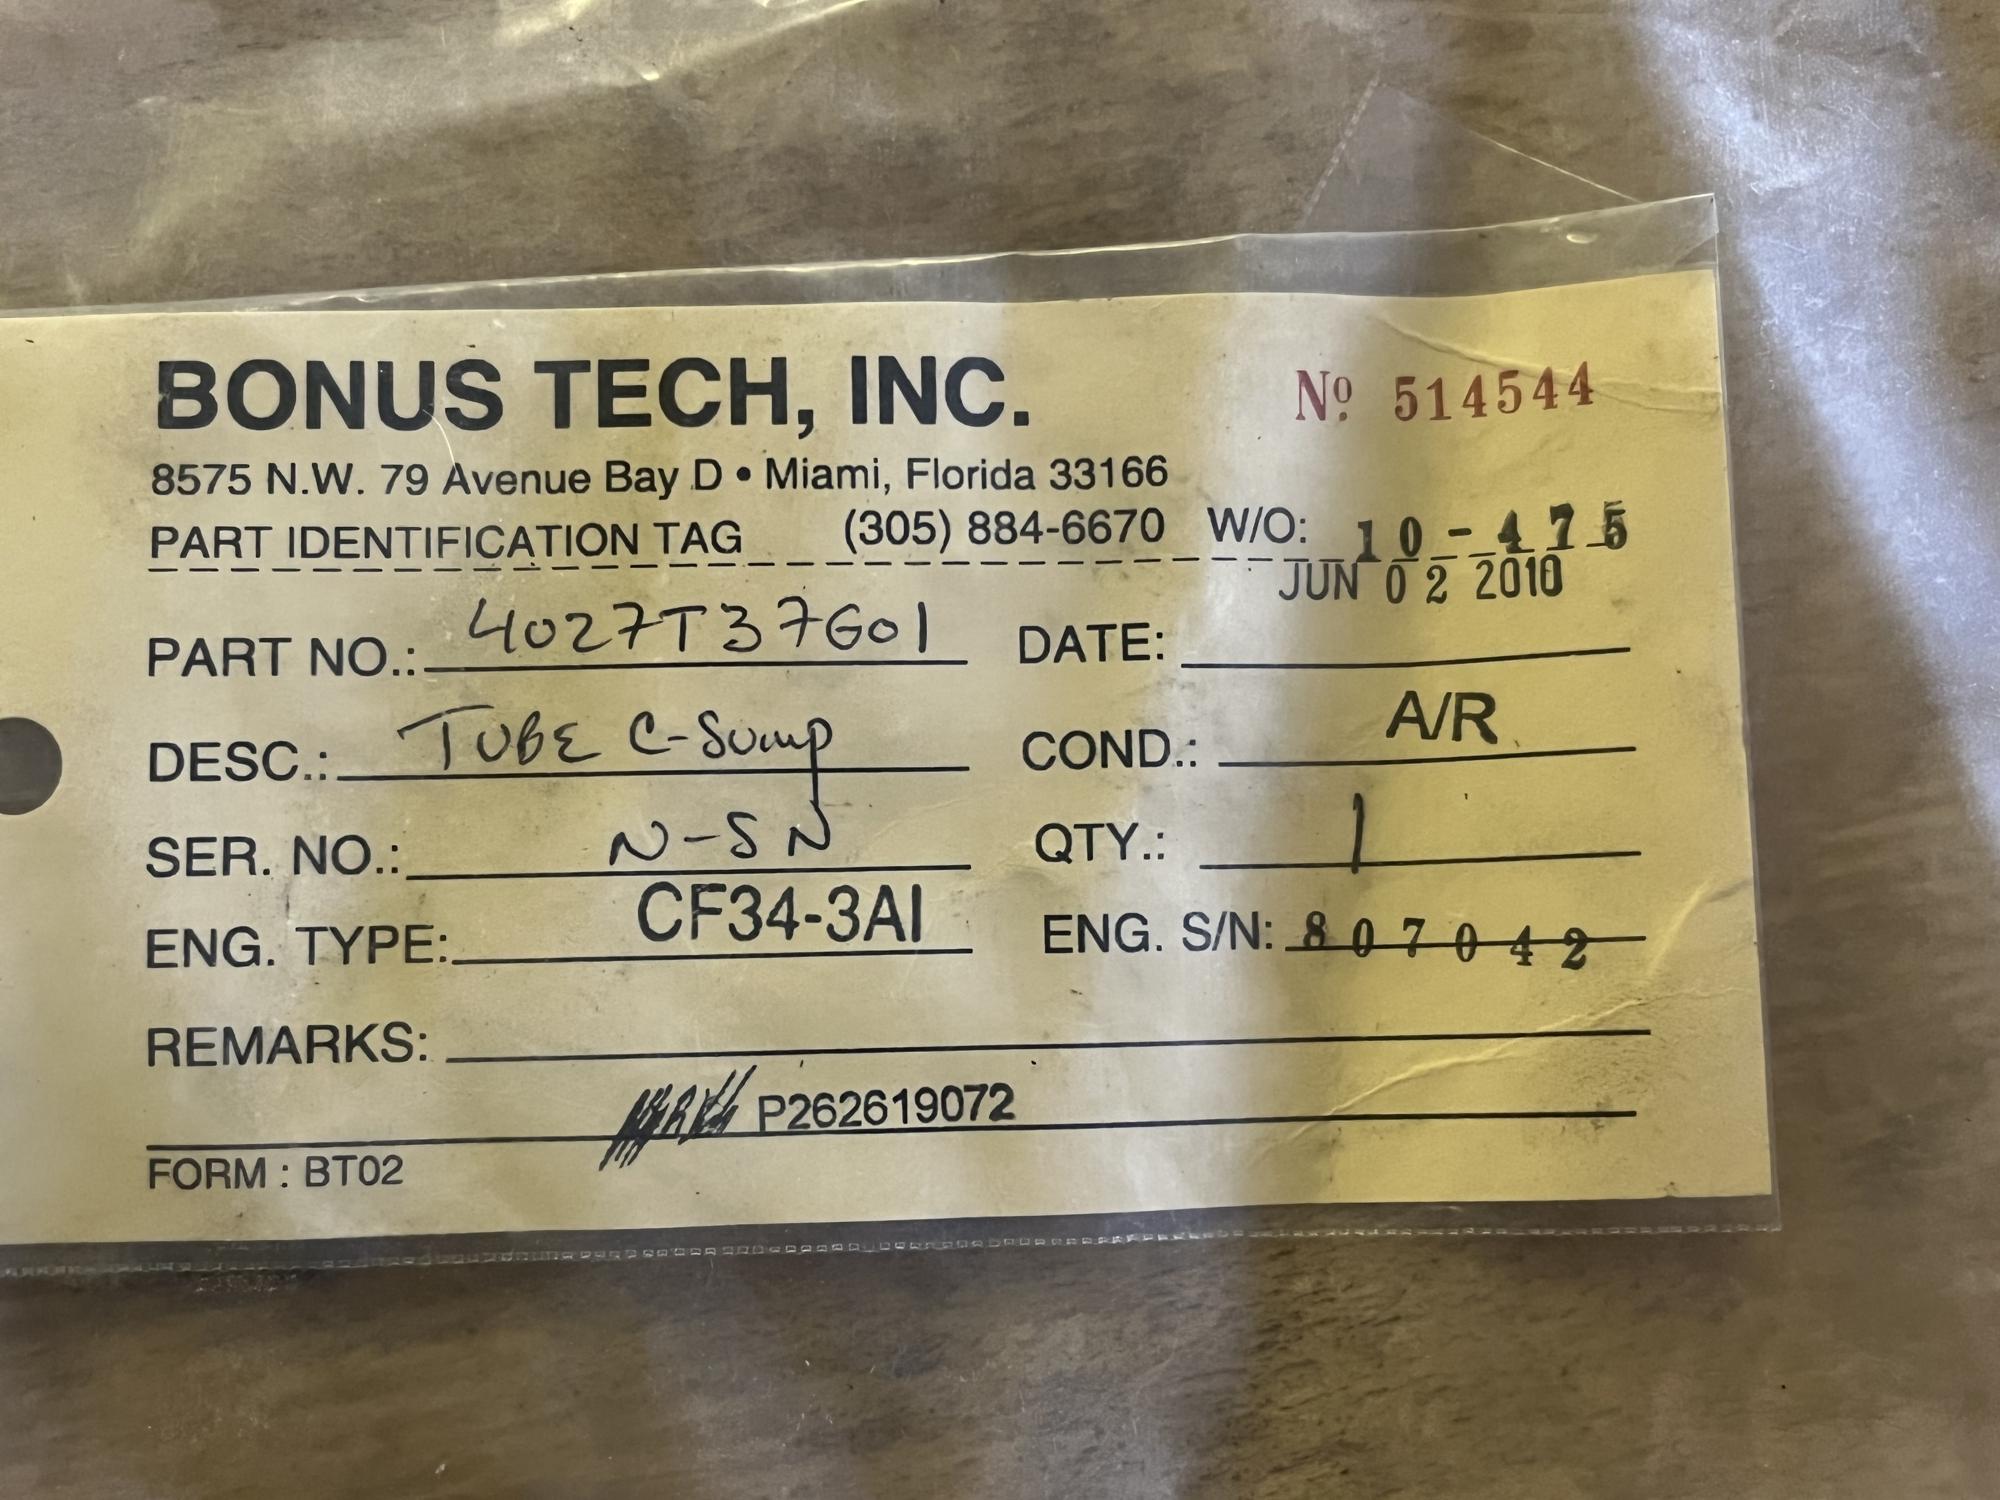 BONUS TECH, INC. Nº 514544
8575 N.W. 79 Avenue Bay D • Miami, Florida 33166
PART IDENTIFICATION TAG (305) 884-6670 W/O: 10-475
JUN 02 2010
PART NO.: 4027T37G01 DATE:
DESC.: TUBE C-Sump COND.: A/R
SER. NO.: N-SN QTY.: 1
ENG. TYPE: CF34-3A1 ENG. S/N: 807042
REMARKS:
P262619072
FORM : BT02